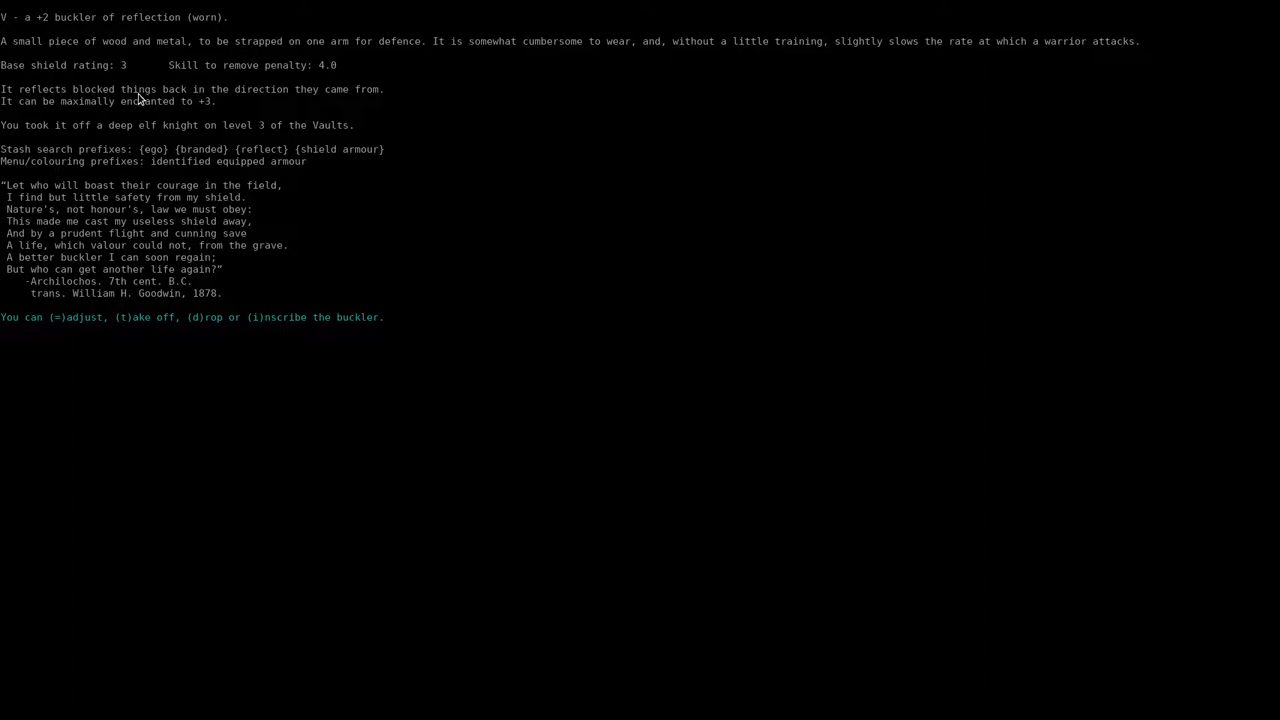 V - a +2 buckler of reflection (worn).
A small piece of wood and metal, to be strapped on one arm for defence. It is somewhat cumbersome to wear, and, without a little training, slightly slows the rate at which a warrior attacks.
Base shield rating: 3       Skill to remove penalty: 4.0
It reflects blocked things back in the direction they came from.
It can be maximally enchanted to +3.
You took it off a deep elf knight on level 3 of the Vaults.
Stash search prefixes: {ego} {branded} {reflect} {shield armour}
Menu/colouring prefixes: identified equipped armour
“Let who will boast their courage in the field,
 I find but little safety from my shield.
 Nature's, not honour's, law we must obey:
 This made me cast my useless shield away,
 And by a prudent flight and cunning save
 A life, which valour could not, from the grave.
 A better buckler I can soon regain;
 But who can get another life again?”
    -Archilochos. 7th cent. B.C.
     trans. William H. Goodwin, 1878.
You can (=)adjust, (t)ake off, (d)rop or (i)nscribe the buckler.